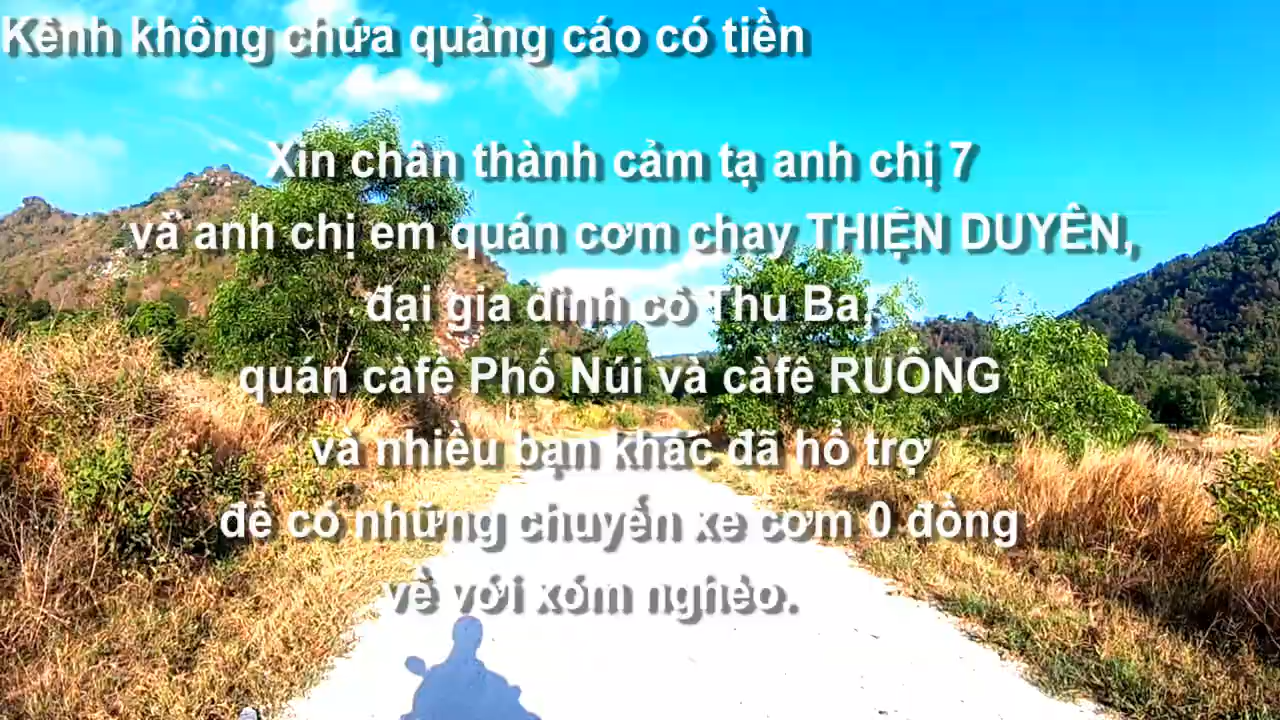 Kênh không chứa quảng cáo có tiền
Xin chân thành cảm tạ anh chị 7
và anh chị em quán cơm chay THIỆN DUYÊN,
đại gia đình cô Thu Ba,
quán càfê Phố Núi và càfê RUÔNG
và nhiều bạn khác đã hổ trợ
để có những chuyến xe cơm 0 đồng
về với xóm nghèo.